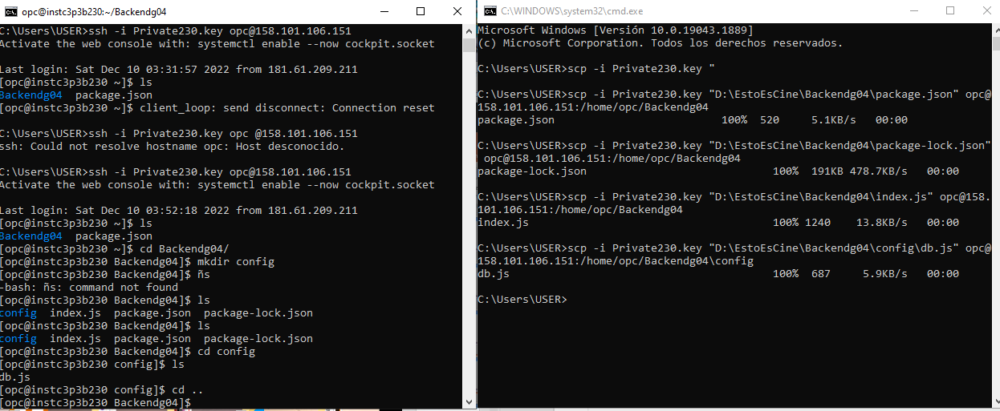 opc@instc3p3b230:~/Backendg04
C:\Users\USER>ssh -i Private230.key opc@158.101.106.151
Activate the web console with: systemctl enable --now cockpit.socket
Last login: Sat Dec 10 03:31:57 2022 from 181.61.209.211
[opc@instc3p3b230 ~]$ ls
Backendg04  package.json
[opc@instc3p3b230 ~]$ client_loop: send disconnect: Connection reset
C:\Users\USER>ssh -i Private230.key opc @158.101.106.151
ssh: Could not resolve hostname opc: Host desconocido.
C:\Users\USER>ssh -i Private230.key opc@158.101.106.151
Activate the web console with: systemctl enable --now cockpit.socket
Last login: Sat Dec 10 03:52:18 2022 from 181.61.209.211
[opc@instc3p3b230 ~]$ ls
Backendg04  package.json
[opc@instc3p3b230 ~]$ cd Backendg04/
[opc@instc3p3b230 Backendg04]$ mkdir config
[opc@instc3p3b230 Backendg04]$ ñs
-bash: ñs: command not found
[opc@instc3p3b230 Backendg04]$ ls
config  index.js  package.json  package-lock.json
[opc@instc3p3b230 Backendg04]$ ls
config  index.js  package.json  package-lock.json
[opc@instc3p3b230 Backendg04]$ cd config
[opc@instc3p3b230 config]$ ls
db.js
[opc@instc3p3b230 config]$ cd ..
[opc@instc3p3b230 Backendg04]$
C:\WINDOWS\system32\cmd.exe
Microsoft Windows [Versión 10.0.19043.1889]
(c) Microsoft Corporation. Todos los derechos reservados.
C:\Users\USER>scp -i Private230.key "
C:\Users\USER>scp -i Private230.key "D:\EstoEsCine\Backendg04\package.json" opc@
158.101.106.151:/home/opc/Backendg04
package.json 100% 520 5.1KB/s 00:00
C:\Users\USER>scp -i Private230.key "D:\EstoEsCine\Backendg04\package-lock.json"
opc@158.101.106.151:/home/opc/Backendg04
package-lock.json 100% 191KB 478.7KB/s 00:00
C:\Users\USER>scp -i Private230.key "D:\EstoEsCine\Backendg04\index.js" opc@158.
101.106.151:/home/opc/Backendg04
index.js 100% 1240 13.8KB/s 00:00
C:\Users\USER>scp -i Private230.key "D:\EstoEsCine\Backendg04\config\db.js" opc@
158.101.106.151:/home/opc/Backendg04\config
db.js 100% 687 5.9KB/s 00:00
C:\Users\USER>